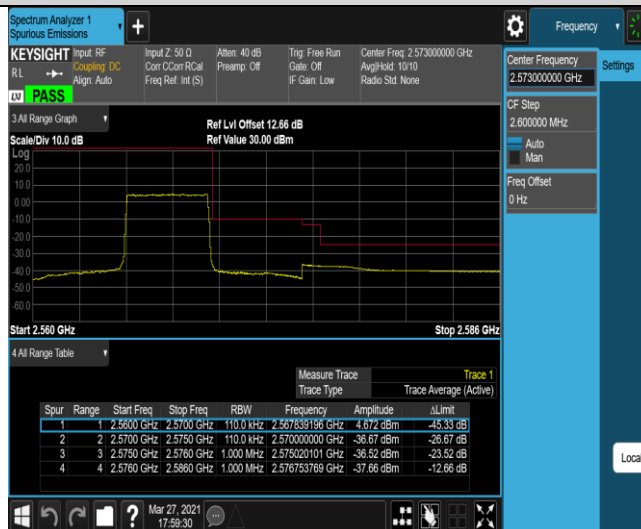 Spectrum Analyzer 1
Spurious Emissions
Frequency
KEYSIGHT Input: RF Input Z: 50 Ω Atten: 40 dB Trig: Free Run Center Freq: 2.573000000 GHz
RL Coupling: DC Corr CCorr RCal Preamp: Off Gate: Off Avg|Hold: 10/10
Align: Auto Freq Ref: Int (S) IF Gain: Low Radio Std: None
LXI PASS
Center Frequency
2.573000000 GHz
Settings
CF Step
2.600000 MHz
Auto
Man
Freq Offset
0 Hz
3 All Range Graph
Ref Lvl Offset 12.66 dB
Scale/Div 10.0 dB Ref Value 30.00 dBm
Log
20.0
10.0
0.00
-10.0
-20.0
-30.0
-40.0
-50.0
-60.0
Start 2.560 GHz Stop 2.586 GHz
4 All Range Table
Measure Trace Trace 1
Trace Type Trace Average (Active)
Spur Range Start Freq Stop Freq RBW Frequency Amplitude ΔLimit
1 1 2.5600 GHz 2.5700 GHz 110.0 kHz 2.567839196 GHz 4.672 dBm -45.33 dB
2 2 2.5700 GHz 2.5750 GHz 110.0 kHz 2.570000000 GHz -36.67 dBm -26.67 dB
3 3 2.5750 GHz 2.5760 GHz 1.000 MHz 2.575020101 GHz -36.52 dBm -23.52 dB
4 4 2.5760 GHz 2.5860 GHz 1.000 MHz 2.576753769 GHz -37.66 dBm -12.66 dB
Local
Mar 27, 2021
17:59:30